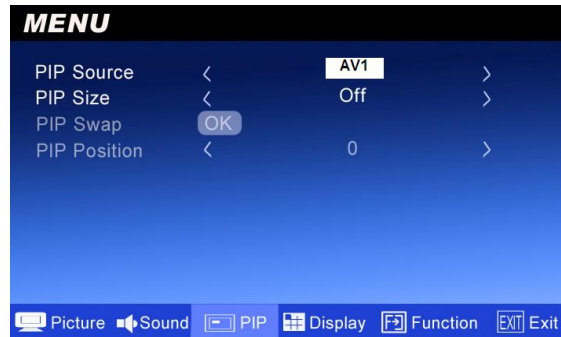 MENU
PIP Source < AV1 >
PIP Size < Off >
PIP Swap OK
PIP Position < 0 >
Picture Sound PIP Display Function EXIT Exit